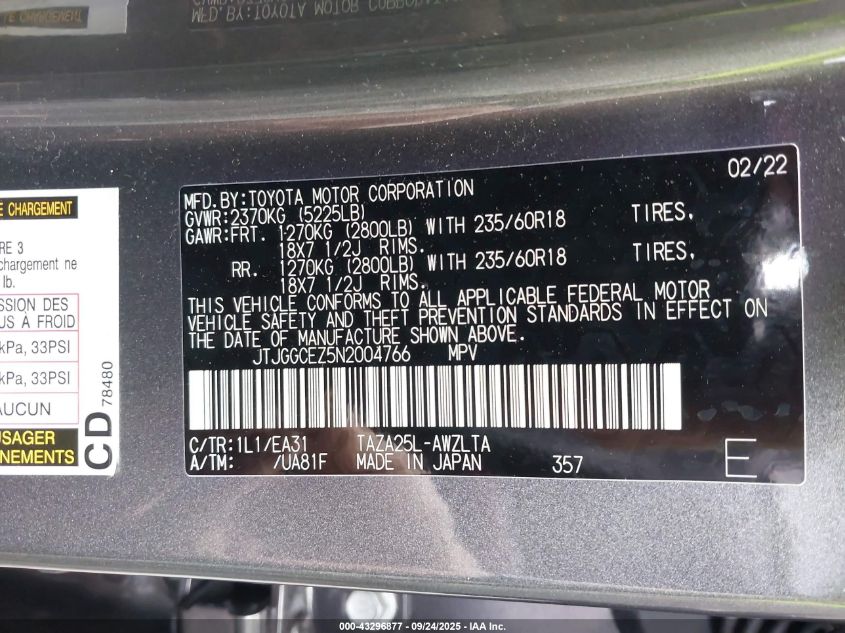 E CHARGEMENT
RE 3
chargement ne
lb.
SSION DES
US À FROID
kPa, 33PSI
kPa, 33PSI
AUCUN
USAGER
NEMENTS
CD 78480
MFD.BY:TOYOTA MOTOR CORPORATION 02/22
GVWR:2370KG (5225LB)
GAWR:FRT. 1270KG (2800LB) WITH 235/60R18 TIRES,
18X7 1/2J RIMS.
RR. 1270KG (2800LB) WITH 235/60R18 TIRES,
18X7 1/2J RIMS.
THIS VEHICLE CONFORMS TO ALL APPLICABLE FEDERAL MOTOR
VEHICLE SAFETY AND THEFT PREVENTION STANDARDS IN EFFECT ON
THE DATE OF MANUFACTURE SHOWN ABOVE.
JTJGGCEZ5N2004766 MPV
C/TR:1L1/EA31 TAZA25L-AWZLTA
A/TM: /UA81F MADE IN JAPAN 357 E
000-43296877 - 09/24/2025 - IAA Inc.